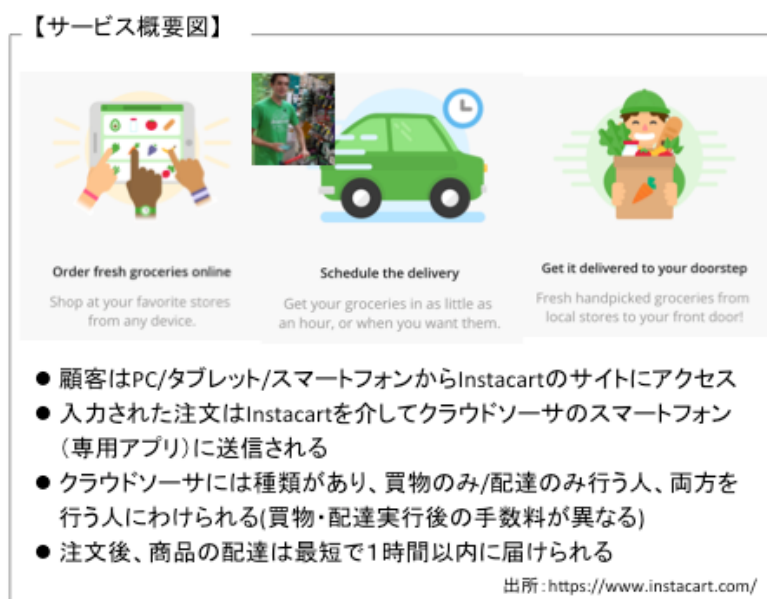 【サービス概要図】
Order fresh groceries online
Shop at your favorite stores
from any device.
Schedule the delivery
Get your groceries in as little as
an hour, or when you want them.
Get it delivered to your doorstep
Fresh handpicked groceries from
local stores to your front door!
● 顧客はPC/タブレット/スマートフォンからInstacartのサイトにアクセス
● 入力された注文はInstacartを介してクラウドソーサのスマートフォン
（専用アプリ）に送信される
● クラウドソーサには種類があり、買物のみ/配達のみ行う人、両方を
行う人にわけられる(買物・配達実行後の手数料が異なる)
● 注文後、商品の配達は最短で１時間以内に届けられる
出所：https://www.instacart.com/